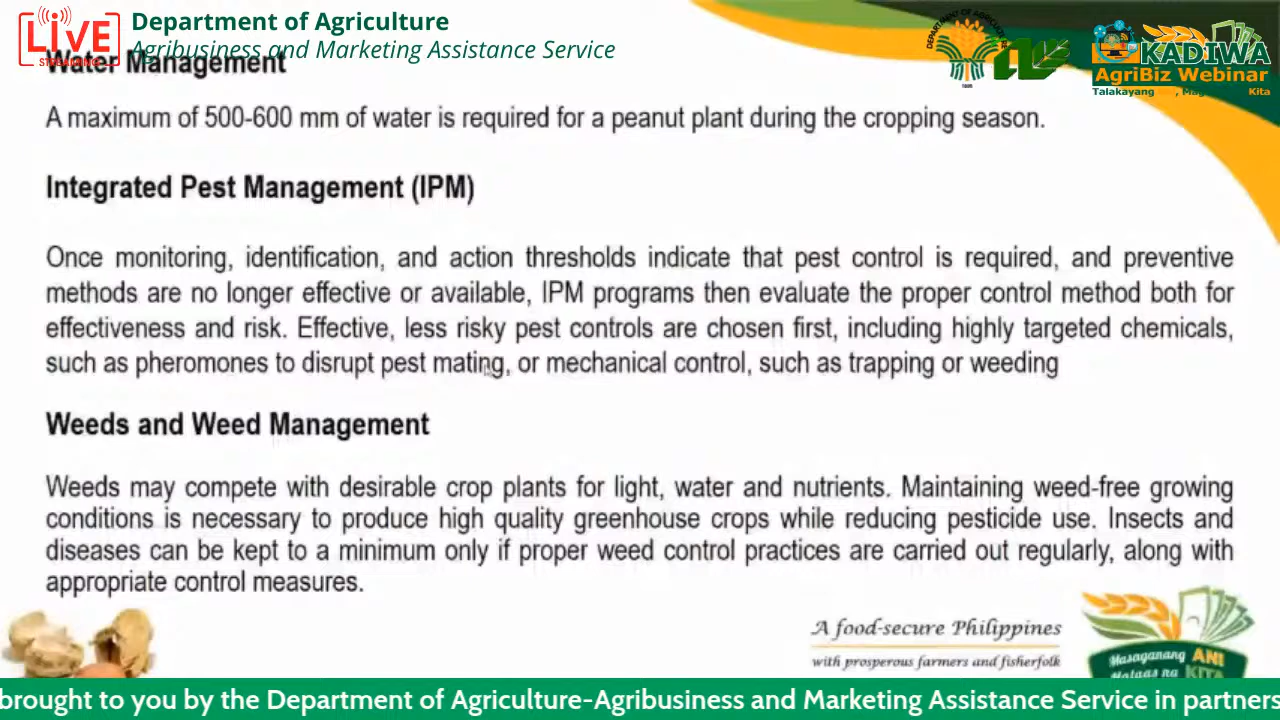 LIVE
STREAMING
Department of Agriculture
Agribusiness and Marketing Assistance Service
DEPARTMENT OF AGRICULTURE
KADIWA
AgriBiz Webinar
Talakayang
Kita
Water Management
A maximum of 500-600 mm of water is required for a peanut plant during the cropping season.
Integrated Pest Management (IPM)
Once monitoring, identification, and action thresholds indicate that pest control is required, and preventive
methods are no longer effective or available, IPM programs then evaluate the proper control method both for
effectiveness and risk. Effective, less risky pest controls are chosen first, including highly targeted chemicals,
such as pheromones to disrupt pest mating, or mechanical control, such as trapping or weeding
Weeds and Weed Management
Weeds may compete with desirable crop plants for light, water and nutrients. Maintaining weed-free growing
conditions is necessary to produce high quality greenhouse crops while reducing pesticide use. Insects and
diseases can be kept to a minimum only if proper weed control practices are carried out regularly, along with
appropriate control measures.
A food-secure Philippines
with prosperous farmers and fisherfolk
Masaganang ANI
Mataas na KITA
brought to you by the Department of Agriculture-Agribusiness and Marketing Assistance Service in partners